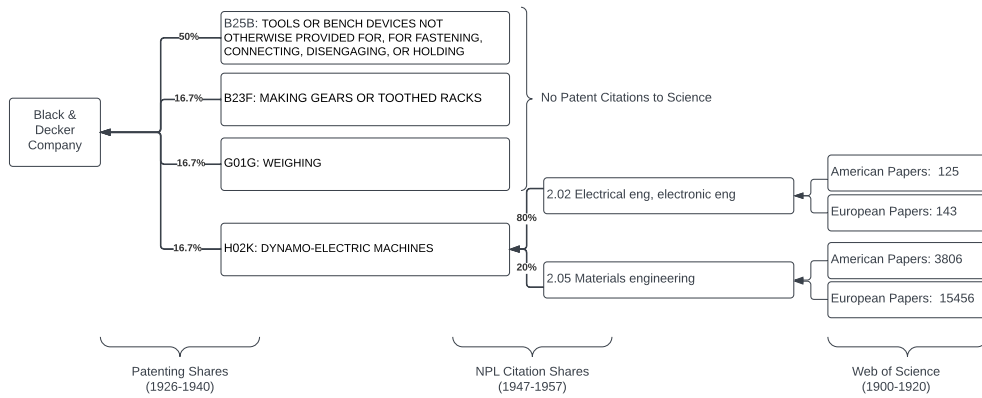 B25B: TOOLS OR BENCH DEVICES NOT
OTHERWISE PROVIDED FOR, FOR FASTENING,
CONNECTING, DISENGAGING, OR HOLDING
50%
No Patent Citations to Science
16.7%
B23F: MAKING GEARS OR TOOTHED RACKS
Black &
Decker
Company
16.7%
G01G: WEIGHING
American Papers: 125
2.02 Electrical eng, electronic eng
European Papers: 143
80%
16.7%
H02K: DYNAMO-ELECTRIC MACHINES
American Papers: 3806
20%
2.05 Materials engineering
European Papers: 15456
Patenting Shares
(1926-1940)
NPL Citation Shares
(1947-1957)
Web of Science
(1900-1920)